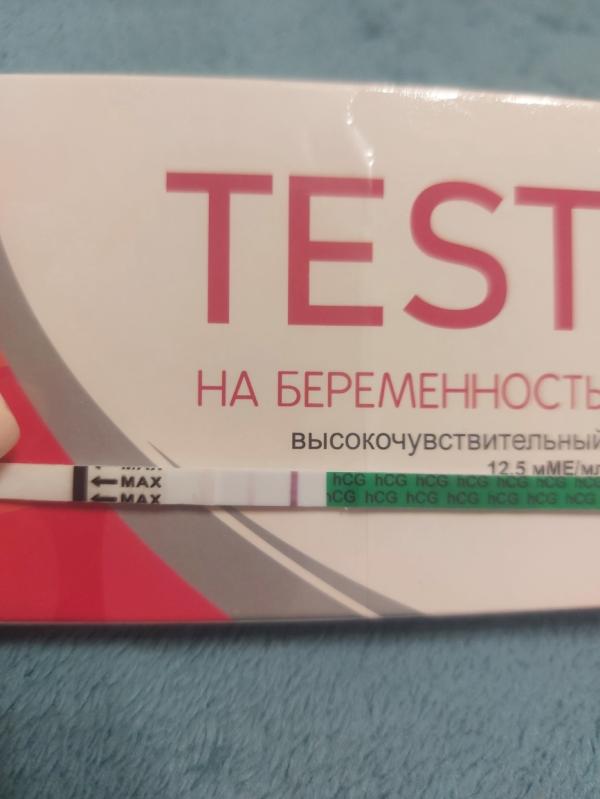 TEST
НА БЕРЕМЕННОСТЬ
высокочувствительный
12.5 мМЕ/мл
MAX
←MAX hCG hCG hCG hCG hCG hCG hCG
←MAX hCG hCG hCG hCG hCG hCG hCG